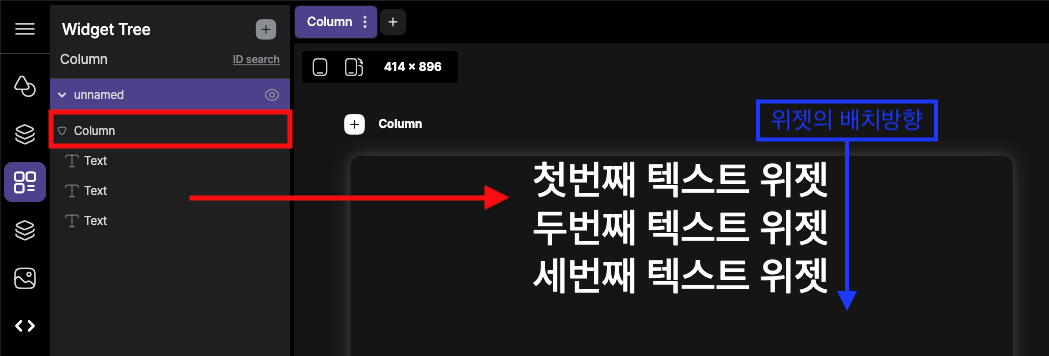 Widget Tree
Column
ID search
unnamed
Column
Text
Text
Text
Column
414 × 896
Column
위젯의 배치방향
첫번째 텍스트 위젯
두번째 텍스트 위젯
세번째 텍스트 위젯